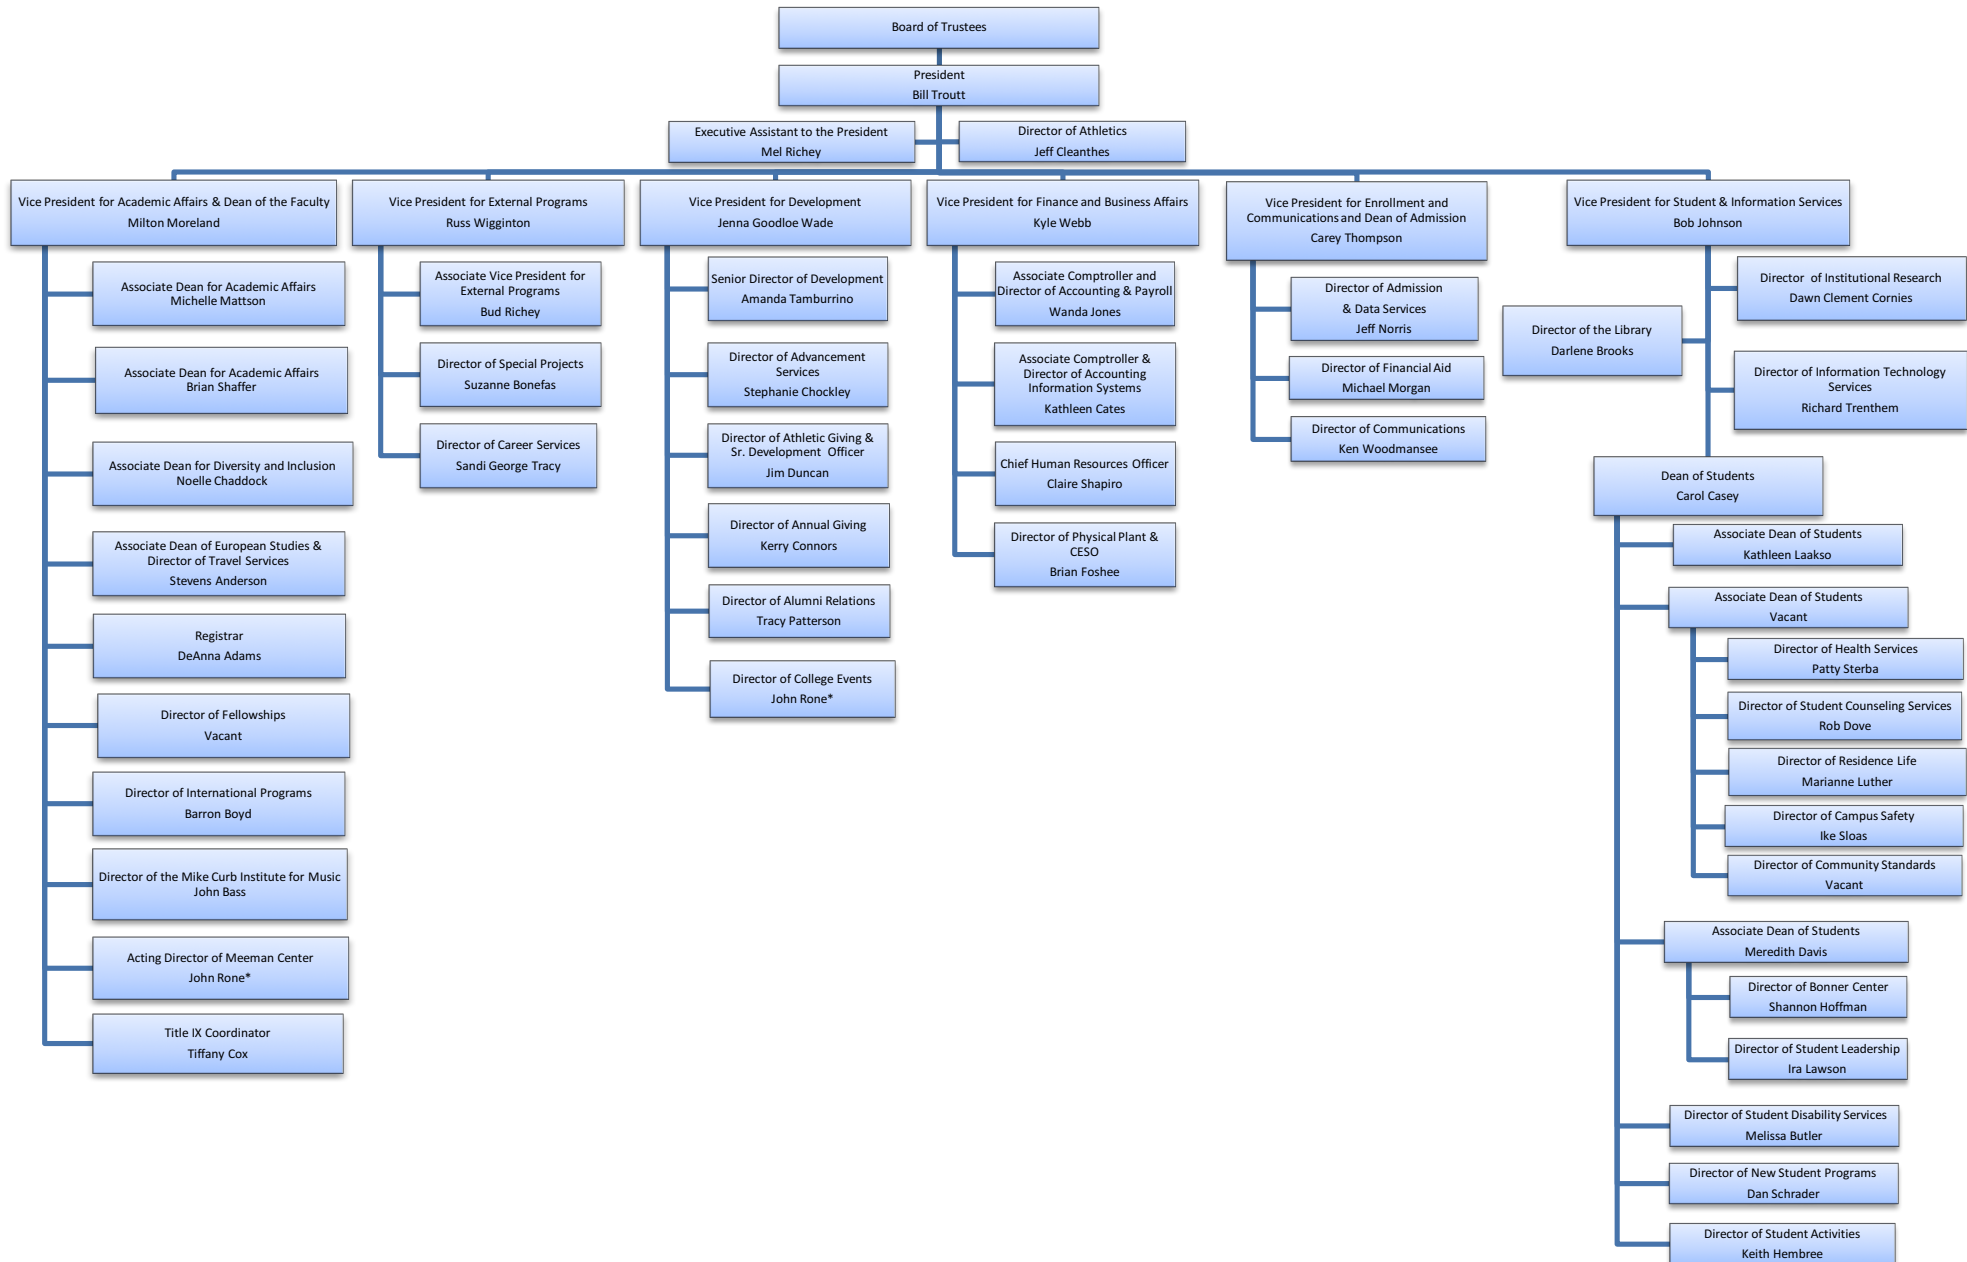 Board of Trustees
President
Bill Troutt
Executive Assistant to the President
Mel Richey
Director of Athletics
Jeff Cleanthes
Vice President for Academic Affairs & Dean of the Faculty
Milton Moreland
Associate Dean for Academic Affairs
Michelle Mattson
Associate Dean for Academic Affairs
Brian Shaffer
Associate Dean for Diversity and Inclusion
Noelle Chaddock
Associate Dean of European Studies &
Director of Travel Services
Stevens Anderson
Registrar
DeAnna Adams
Director of Fellowships
Vacant
Director of International Programs
Barron Boyd
Director of the Mike Curb Institute for Music
John Bass
Acting Director of Meeman Center
John Rone*
Title IX Coordinator
Tiffany Cox
Vice President for External Programs
Russ Wigginton
Associate Vice President for
External Programs
Bud Richey
Director of Special Projects
Suzanne Bonefas
Director of Career Services
Sandi George Tracy
Vice President for Development
Jenna Goodloe Wade
Senior Director of Development
Amanda Tamburrino
Director of Advancement
Services
Stephanie Chockley
Director of Athletic Giving &
Sr. Development Officer
Jim Duncan
Director of Annual Giving
Kerry Connors
Director of Alumni Relations
Tracy Patterson
Director of College Events
John Rone*
Vice President for Finance and Business Affairs
Kyle Webb
Associate Comptroller and
Director of Accounting & Payroll
Wanda Jones
Associate Comptroller &
Director of Accounting
Information Systems
Kathleen Cates
Chief Human Resources Officer
Claire Shapiro
Director of Physical Plant &
CESO
Brian Foshee
Vice President for Enrollment and
Communications and Dean of Admission
Carey Thompson
Director of Admission
& Data Services
Jeff Norris
Director of Financial Aid
Michael Morgan
Director of Communications
Ken Woodmansee
Vice President for Student & Information Services
Bob Johnson
Director of Institutional Research
Dawn Clement Cornies
Director of the Library
Darlene Brooks
Director of Information Technology
Services
Richard Trenthem
Dean of Students
Carol Casey
Associate Dean of Students
Kathleen Laakso
Associate Dean of Students
Vacant
Director of Health Services
Patty Sterba
Director of Student Counseling Services
Rob Dove
Director of Residence Life
Marianne Luther
Director of Campus Safety
Ike Sloas
Director of Community Standards
Vacant
Associate Dean of Students
Meredith Davis
Director of Bonner Center
Shannon Hoffman
Director of Student Leadership
Ira Lawson
Director of Student Disability Services
Melissa Butler
Director of New Student Programs
Dan Schrader
Director of Student Activities
Keith Hembree